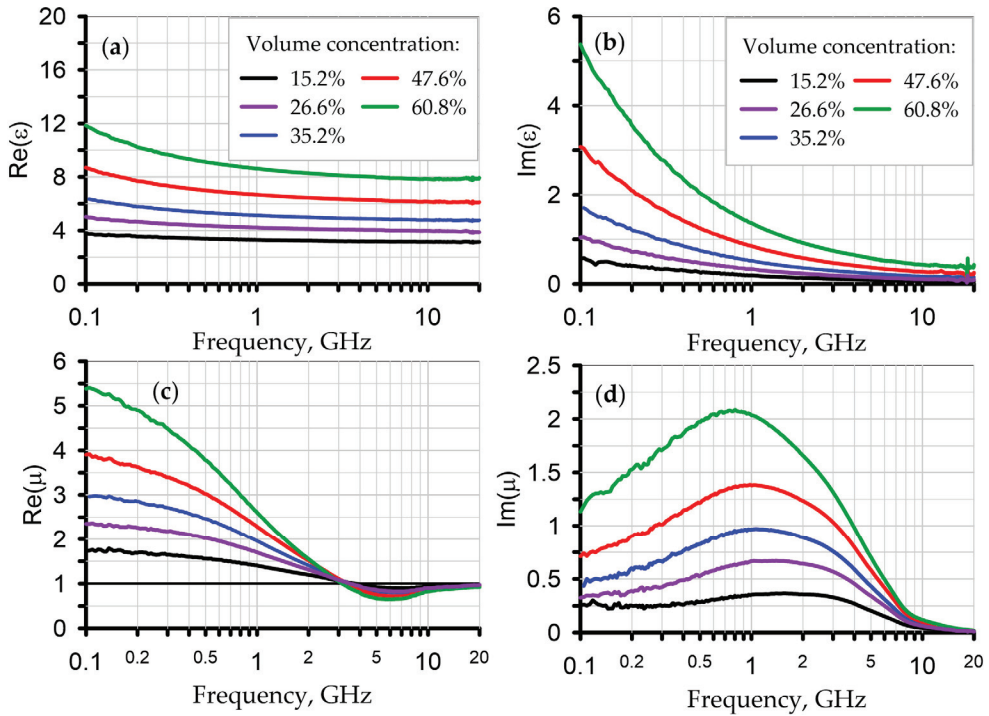 20
16
12
8
4
0
Re(ε)
(a)
Volume concentration:
15.2% 47.6%
26.6% 60.8%
35.2%
0.1 1 10
Frequency, GHz
6
4
2
0
Im(ε)
(b)
Volume concentration:
15.2% 47.6%
26.6% 60.8%
35.2%
0.1 1 10
Frequency, GHz
6
5
4
3
2
1
0
Re(μ)
(c)
0.1 0.2 0.5 1 2 5 10 20
Frequency, GHz
2.5
2
1.5
1
0.5
0
Im(μ)
(d)
0.1 0.2 0.5 1 2 5 10 20
Frequency, GHz